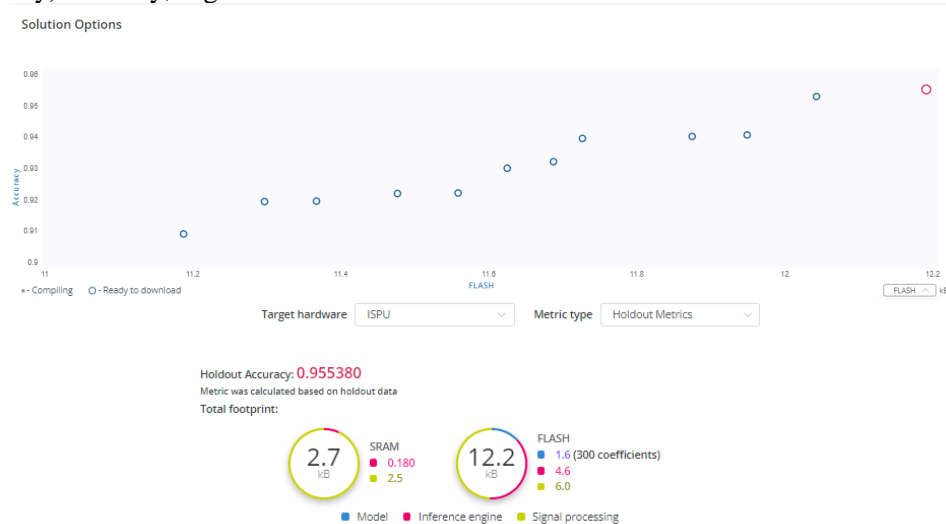 Solution Options
0.96
0.95
0.94
0.93
0.92
0.91
0.9
Accuracy
11
11.2
11.4
11.6
11.8
12
12.2
FLASH
- Compiling
- Ready to download
FLASH
Target hardware ISPU
Metric type Holdout Metrics
Holdout Accuracy: 0.955380
Metric was calculated based on holdout data
Total footprint:
2.7
kB
SRAM
0.180
2.5
12.2
kB
FLASH
1.6 (300 coefficients)
4.6
6.0
Model Inference engine Signal processing